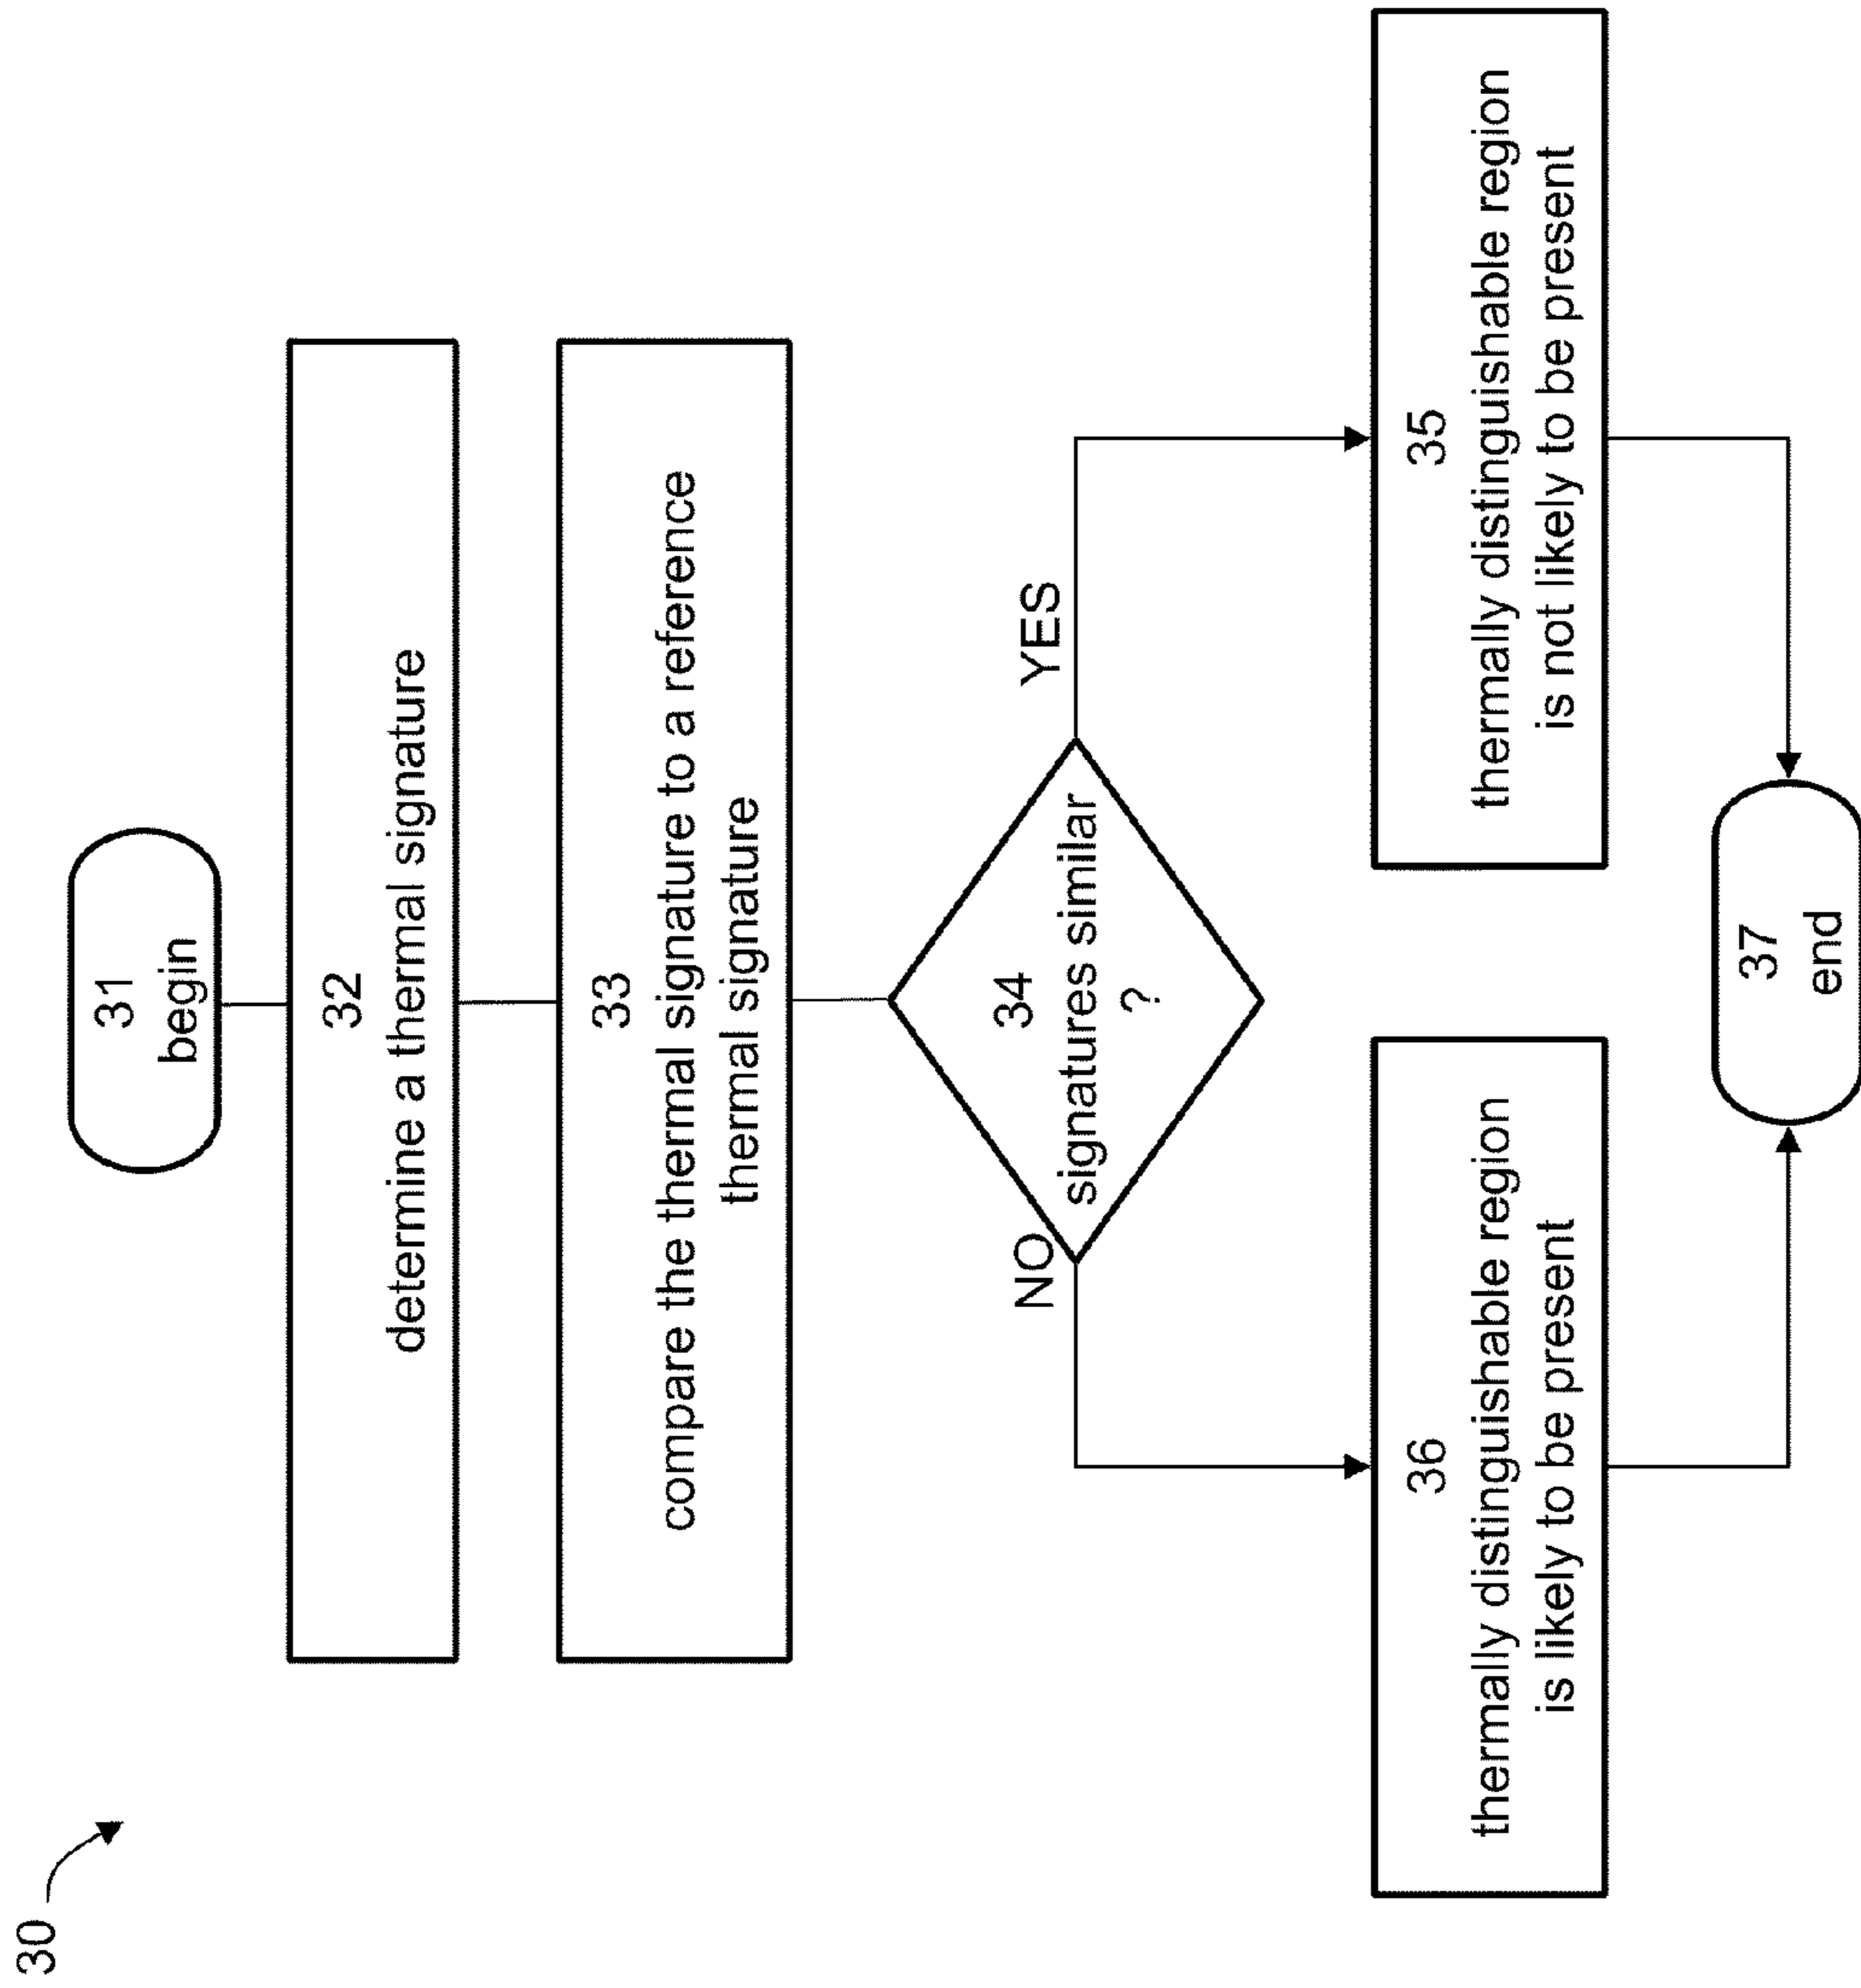 30
31
begin
32
determine a thermal signature
33
compare the thermal signature to a reference
thermal signature
34
signatures similar
?
NO
YES
36
thermally distinguishable region
is likely to be present
35
thermally distinguishable region
is not likely to be present
37
end